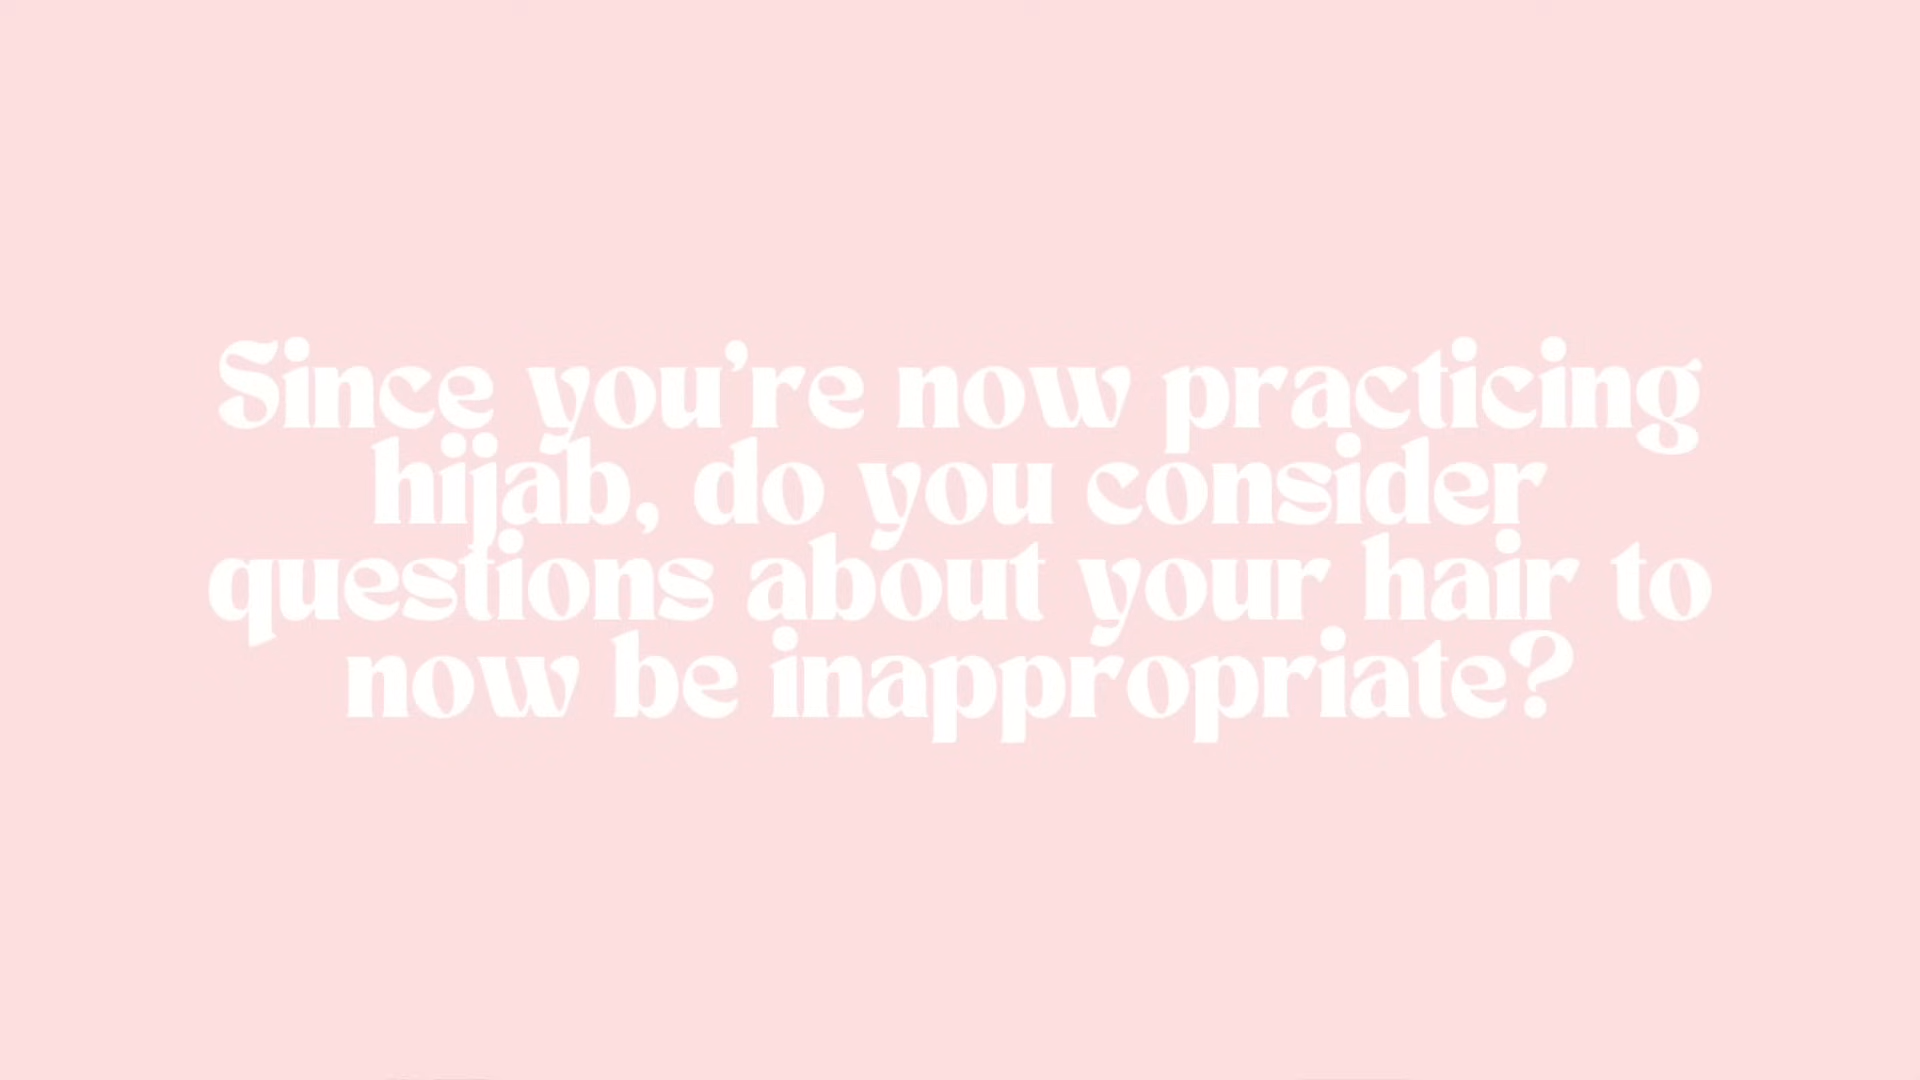 Since you're now practicing
hijab, do you consider
questions about your hair to
now be inappropriate?